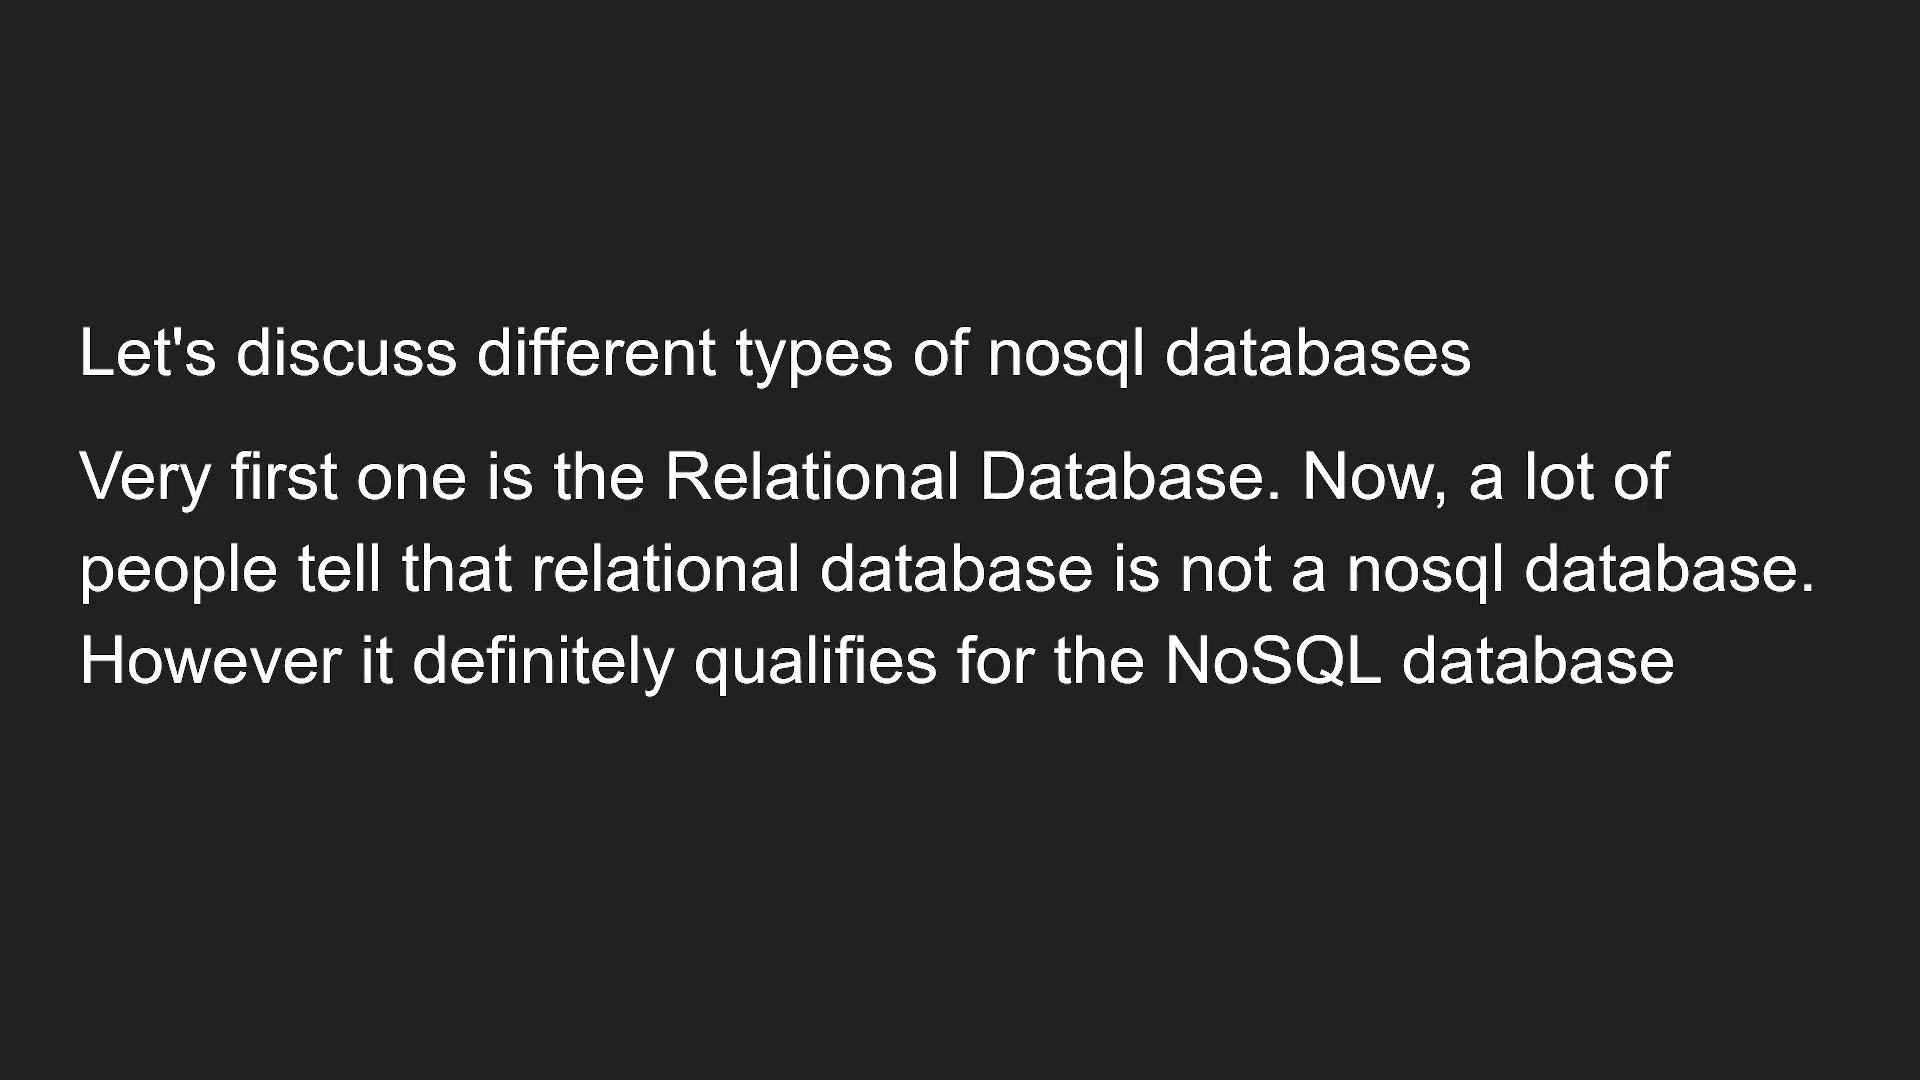 Let's discuss different types of nosql databases
Very first one is the Relational Database. Now, a lot of
people tell that relational database is not a nosql database.
However it definitely qualifies for the NoSQL database